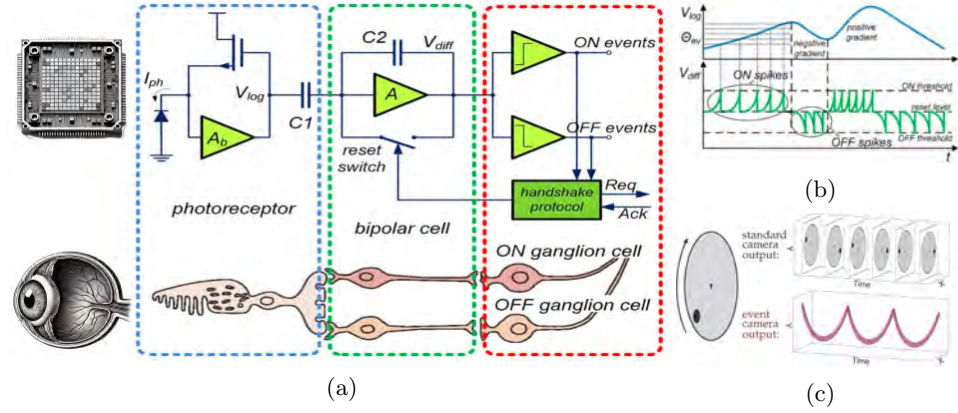 I_ph
V_log
A_b
C1
photoreceptor
C2
V_diff
A
reset
switch
bipolar cell
ON events
OFF events
handshake
protocol
Req
Ack
ON ganglion cell
OFF ganglion cell
(a)
V_log
Θ_ev
negative
gradient
positive
gradient
V_diff
ON spikes
ON threshold
reset level
OFF threshold
OFF spikes
t
(b)
standard
camera
output:
Time
event
camera
output:
Time
(c)